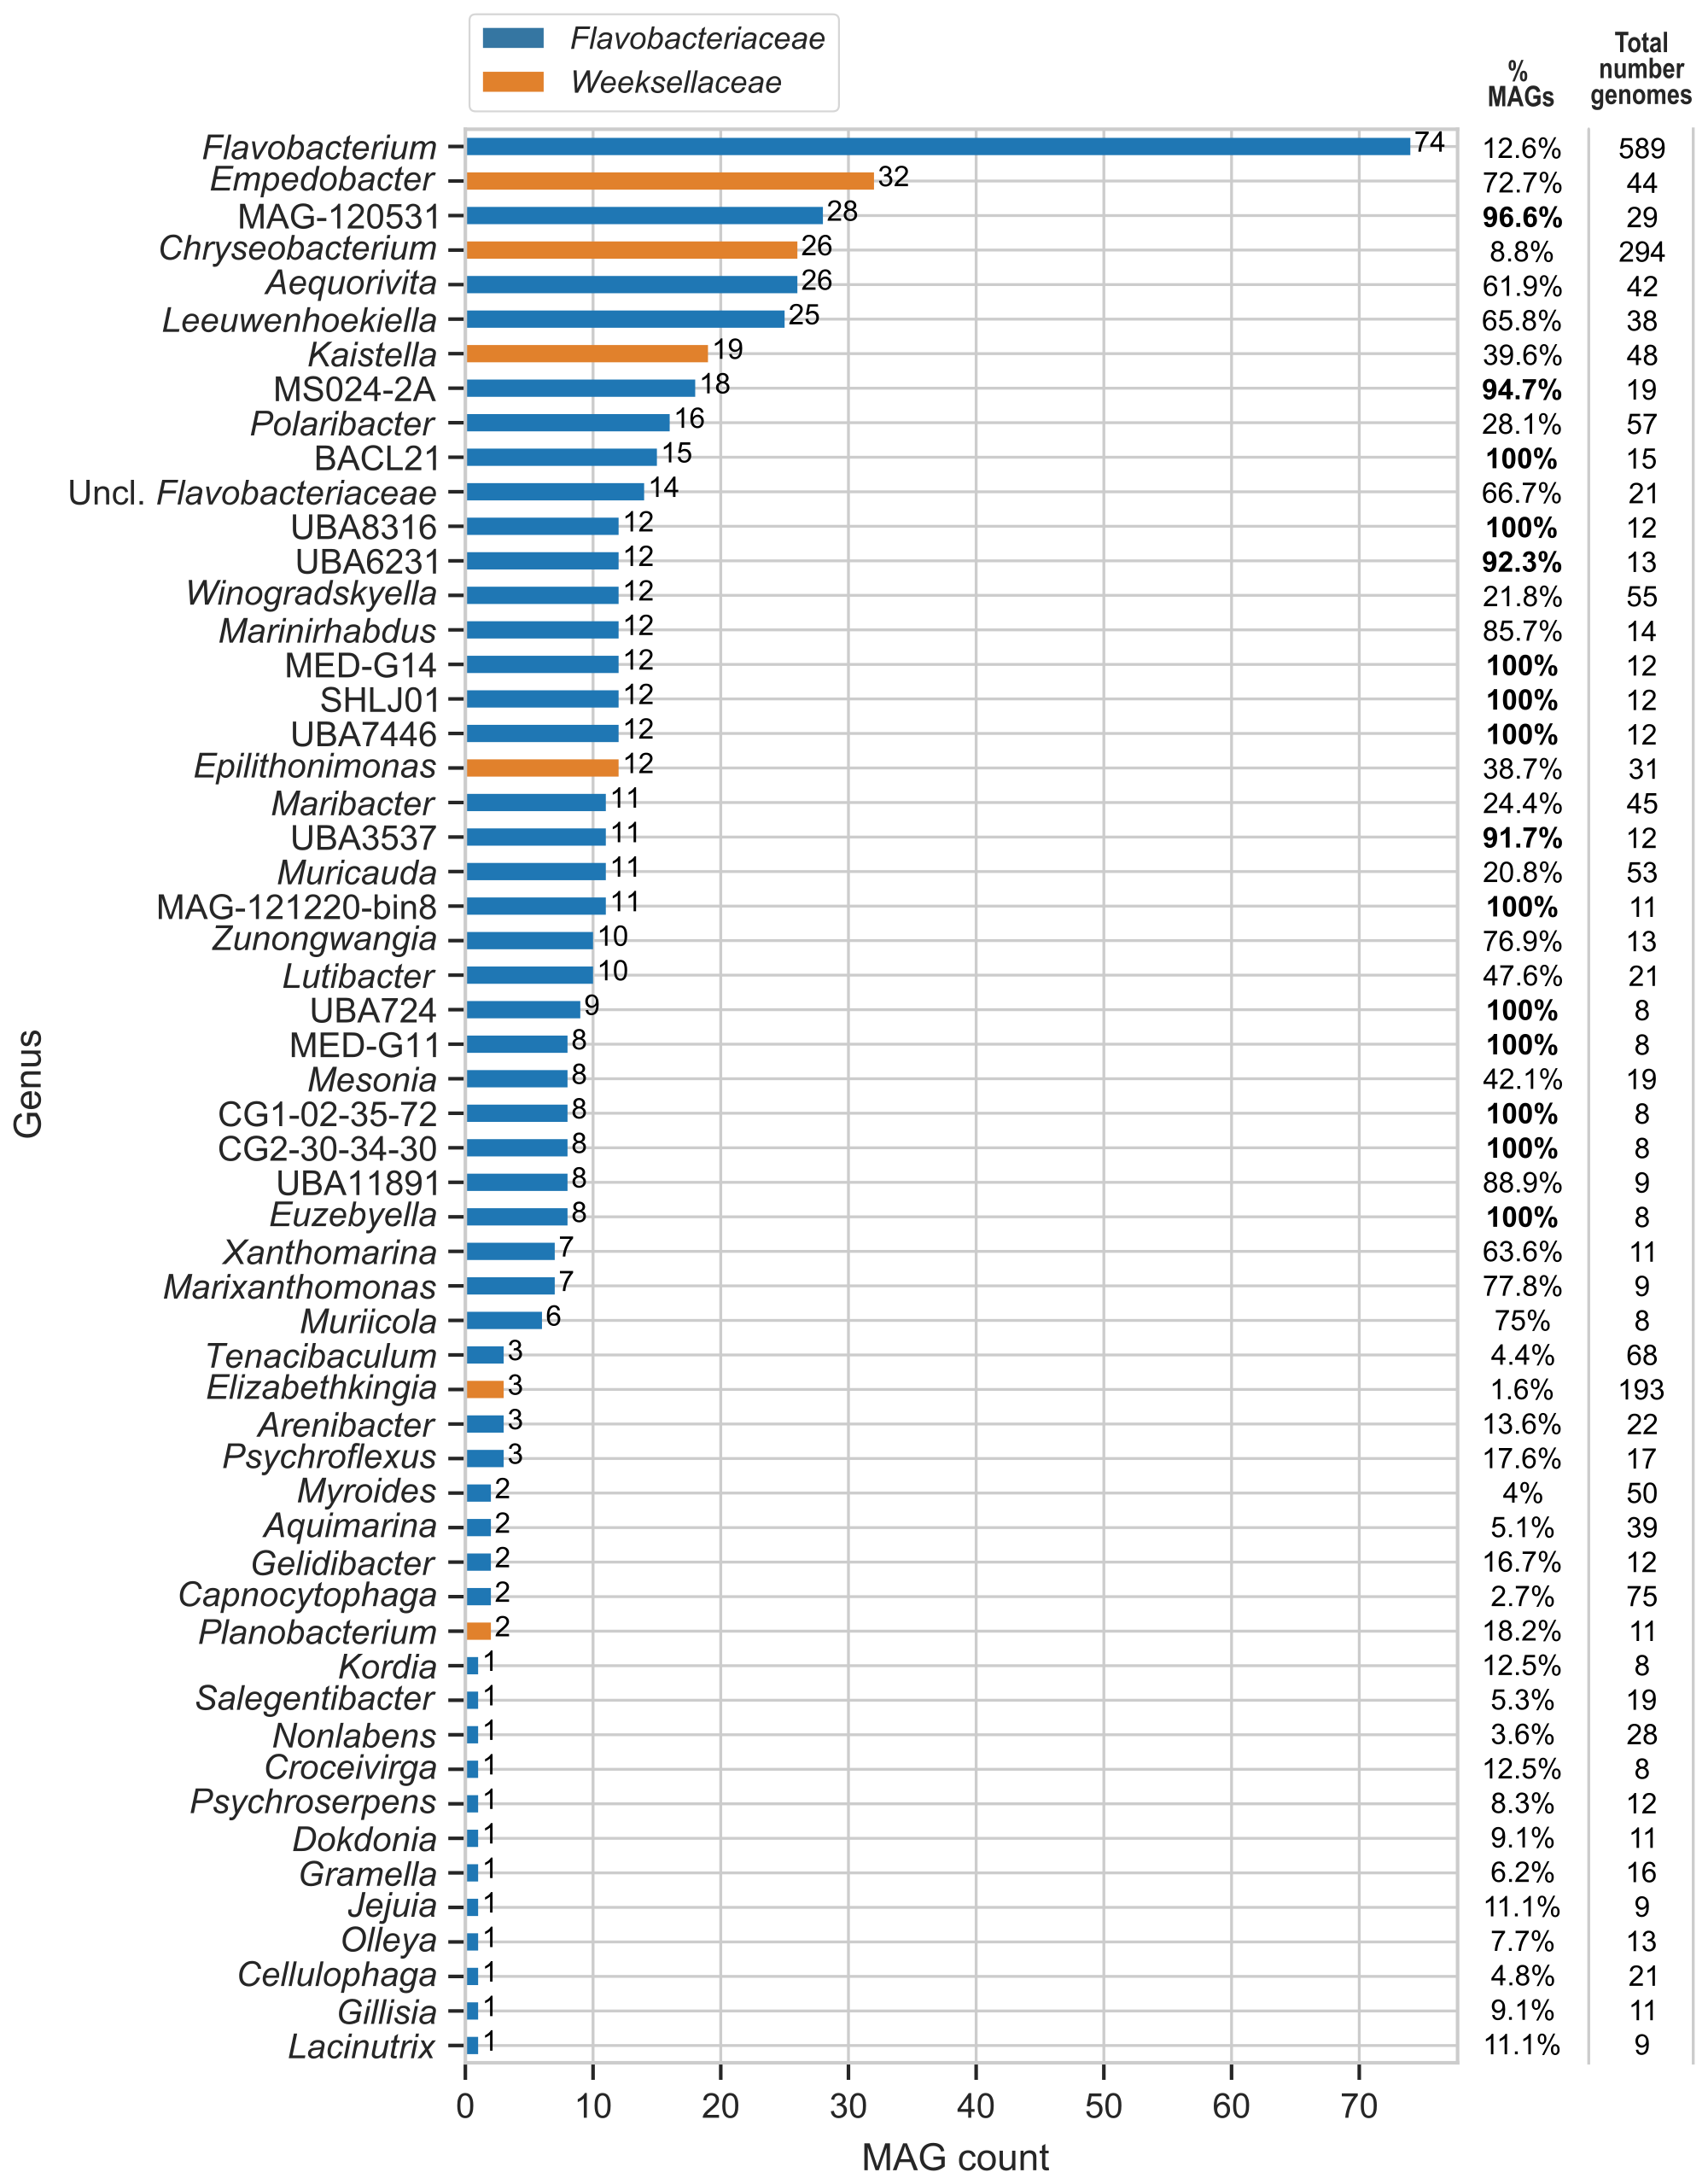 Flavobacteriaceae
Weeksellaceae
% MAGs
Total number genomes
Genus
Flavobacterium 74 12.6% 589
Empedobacter 32 72.7% 44
MAG-120531 28 96.6% 29
Chryseobacterium 26 8.8% 294
Aequorivita 26 61.9% 42
Leeuwenhoekiella 25 65.8% 38
Kaistella 19 39.6% 48
MS024-2A 18 94.7% 19
Polaribacter 16 28.1% 57
BACL21 15 100% 15
Uncl. Flavobacteriaceae 14 66.7% 21
UBA8316 12 100% 12
UBA6231 12 92.3% 13
Winogradskyella 12 21.8% 55
Marinirhabdus 12 85.7% 14
MED-G14 12 100% 12
SHLJ01 12 100% 12
UBA7446 12 100% 12
Epilithonimonas 12 38.7% 31
Maribacter 11 24.4% 45
UBA3537 11 91.7% 12
Muricauda 11 20.8% 53
MAG-121220-bin8 11 100% 11
Zunongwangia 10 76.9% 13
Lutibacter 10 47.6% 21
UBA724 9 100% 8
MED-G11 8 100% 8
Mesonia 8 42.1% 19
CG1-02-35-72 8 100% 8
CG2-30-34-30 8 100% 8
UBA11891 8 88.9% 9
Euzebyella 8 100% 8
Xanthomarina 7 63.6% 11
Marixanthomonas 7 77.8% 9
Muriicola 6 75% 8
Tenacibaculum 3 4.4% 68
Elizabethkingia 3 1.6% 193
Arenibacter 3 13.6% 22
Psychroflexus 3 17.6% 17
Myroides 2 4% 50
Aquimarina 2 5.1% 39
Gelidibacter 2 16.7% 12
Capnocytophaga 2 2.7% 75
Planobacterium 2 18.2% 11
Kordia 1 12.5% 8
Salegentibacter 1 5.3% 19
Nonlabens 1 3.6% 28
Croceivirga 1 12.5% 8
Psychroserpens 1 8.3% 12
Dokdonia 1 9.1% 11
Gramella 1 6.2% 16
Jejuia 1 11.1% 9
Olleya 1 7.7% 13
Cellulophaga 1 4.8% 21
Gillisia 1 9.1% 11
Lacinutrix 1 11.1% 9
0 10 20 30 40 50 60 70
MAG count